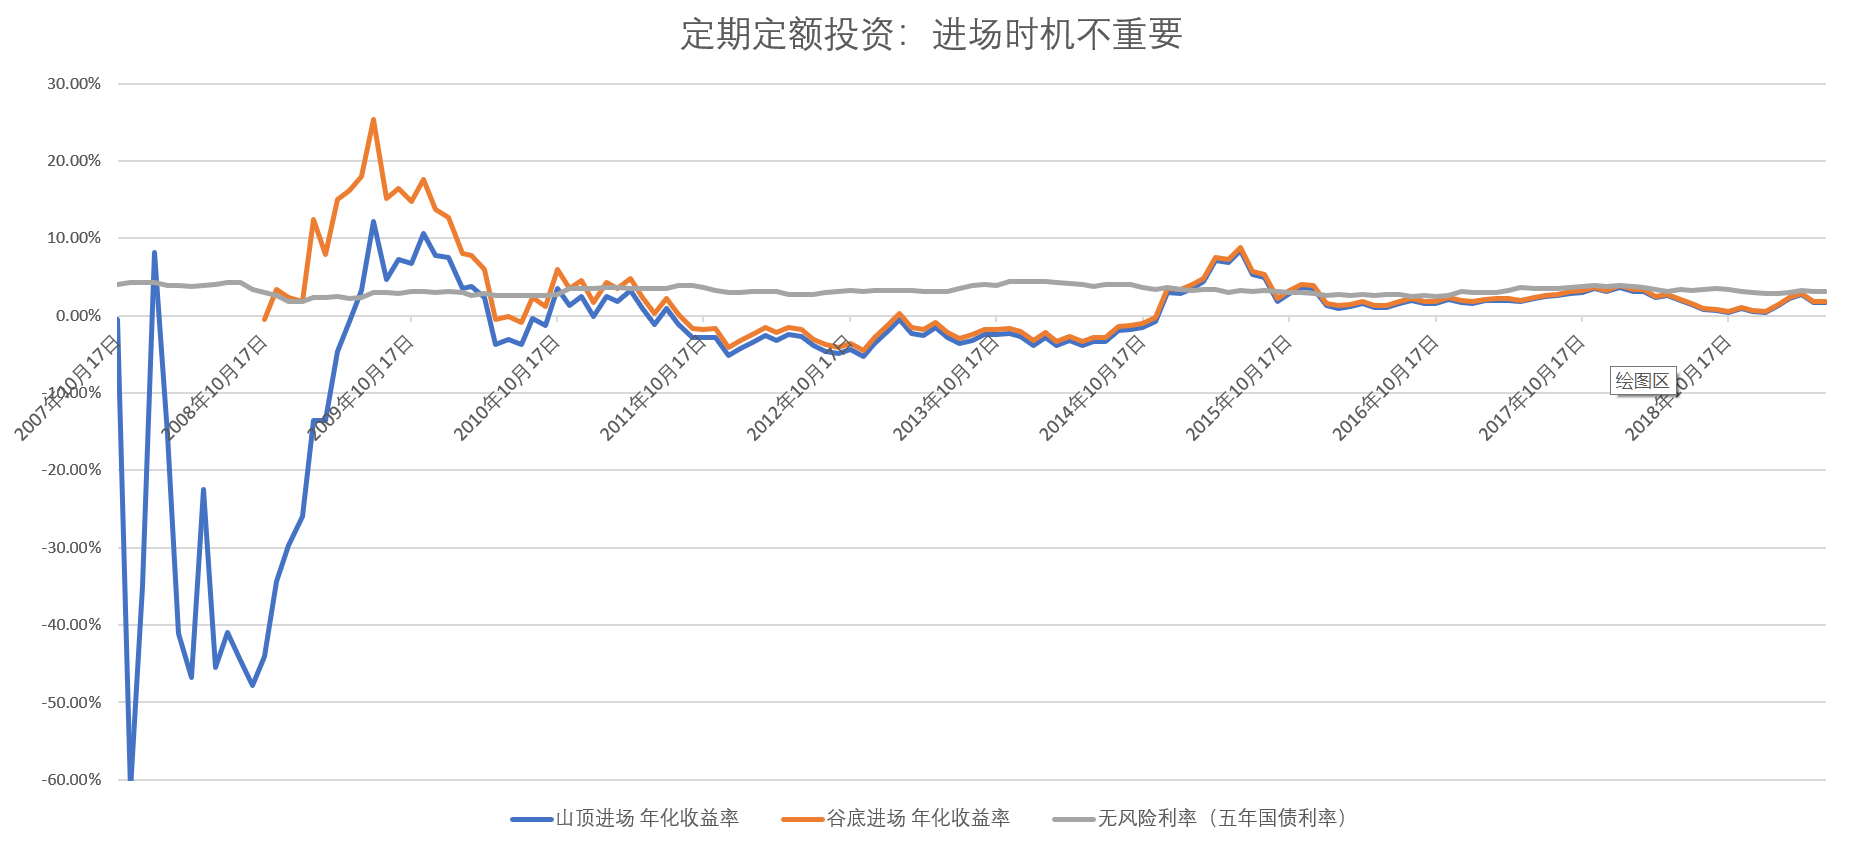 定期定额投资：进场时机不重要
30.00%
20.00%
10.00%
0.00%
-10.00%
-20.00%
-30.00%
-40.00%
-50.00%
-60.00%
2007年10月17日
2008年10月17日
2009年10月17日
2010年10月17日
2011年10月17日
2012年10月17日
2013年10月17日
2014年10月17日
2015年10月17日
2016年10月17日
2017年10月17日
2018年10月17日
绘图区
山顶进场 年化收益率
谷底进场 年化收益率
无风险利率（五年国债利率）